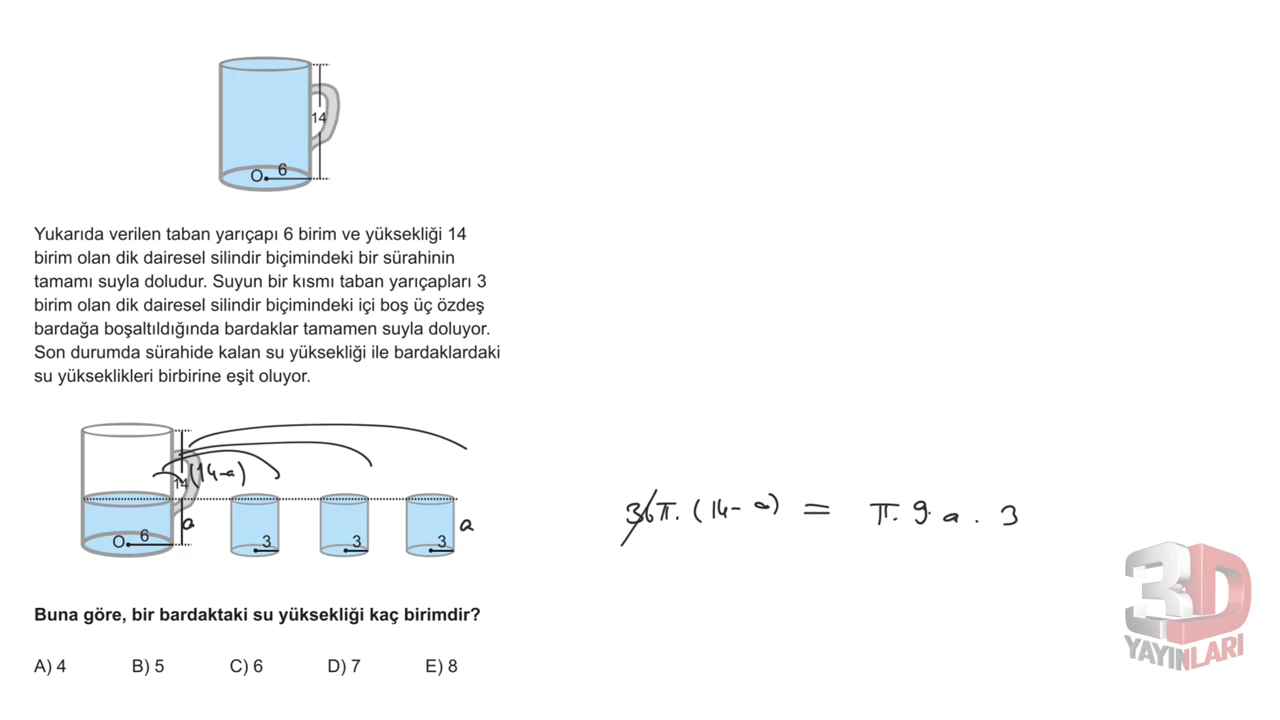 14
O 6
Yukarıda verilen taban yarıçapı 6 birim ve yüksekliği 14
birim olan dik dairesel silindir biçimindeki bir sürahinin
tamamı suyla doludur. Suyun bir kısmı taban yarıçapları 3
birim olan dik dairesel silindir biçimindeki içi boş üç özdeş
bardağa boşaltıldığında bardaklar tamamen suyla doluyor.
Son durumda sürahide kalan su yüksekliği ile bardaklardaki
su yükseklikleri birbirine eşit oluyor.
(14-a)
14
a
a
O 6
3 3 3
36π.(14-a) = π.9.a.3
Buna göre, bir bardaktaki su yüksekliği kaç birimdir?
A) 4 B) 5 C) 6 D) 7 E) 8
3D
YAYINLARI